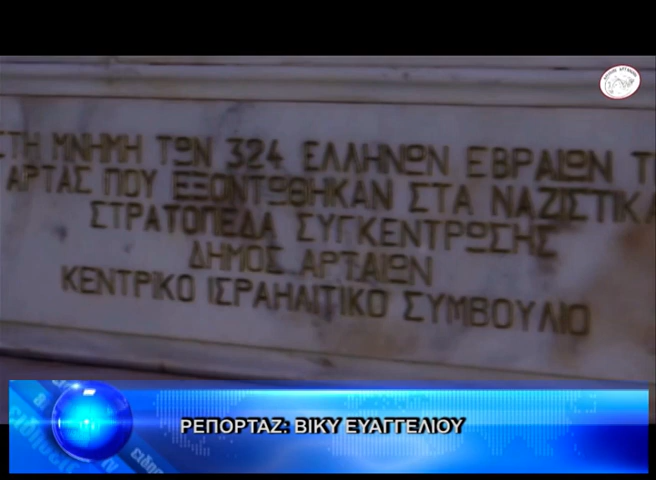 ΣΤΗ ΜΝΗΜΗ ΤΩΝ 324 ΕΛΛΗΝΩΝ ΕΒΡΑΙΩΝ
ΑΡΤΑΣ ΠΟΥ ΕΞΟΝΤΩΘΗΚΑΝ ΣΤΑ ΝΑΖΙΣΤΙΚΑ
ΣΤΡΑΤΟΠΕΔΑ ΣΥΓΚΕΝΤΡΩΣΗΣ
ΔΗΜΟΣ ΑΡΤΑΙΩΝ
ΚΕΝΤΡΙΚΟ ΙΣΡΑΗΛΙΤΙΚΟ ΣΥΜΒΟΥΛΙΟ
ΡΕΠΟΡΤΑΖ: ΒΙΚΥ ΕΥΑΓΓΕΛΙΟΥ